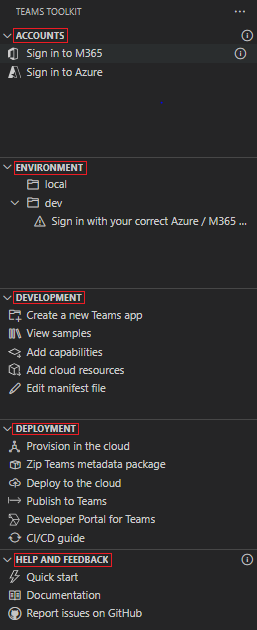 TEAMS TOOLKIT
ACCOUNTS
Sign in to M365
Sign in to Azure
ENVIRONMENT
local
dev
Sign in with your correct Azure / M365 ...
DEVELOPMENT
Create a new Teams app
View samples
Add capabilities
Add cloud resources
Edit manifest file
DEPLOYMENT
Provision in the cloud
Zip Teams metadata package
Deploy to the cloud
Publish to Teams
Developer Portal for Teams
CI/CD guide
HELP AND FEEDBACK
Quick start
Documentation
Report issues on GitHub